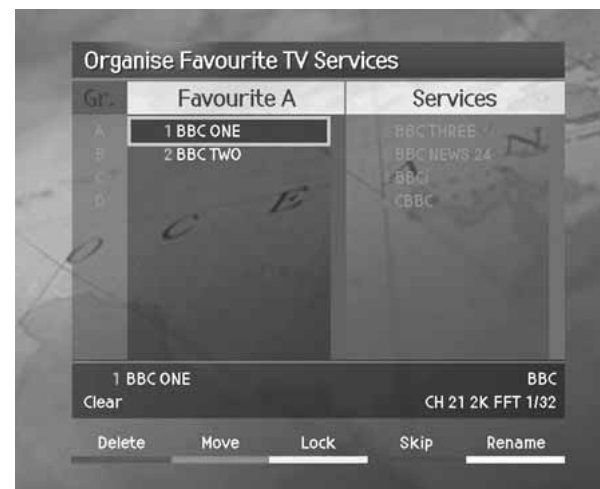 Organise Favourite TV Services
Gr. Favourite A Services
A 1 BBC ONE BBC THREE
B 2 BBC TWO BBC NEWS 24
C BBCi
D CBBC
O C E A N
1 BBC ONE BBC
Clear CH 21 2K FFT 1/32
Delete Move Lock Skip Rename